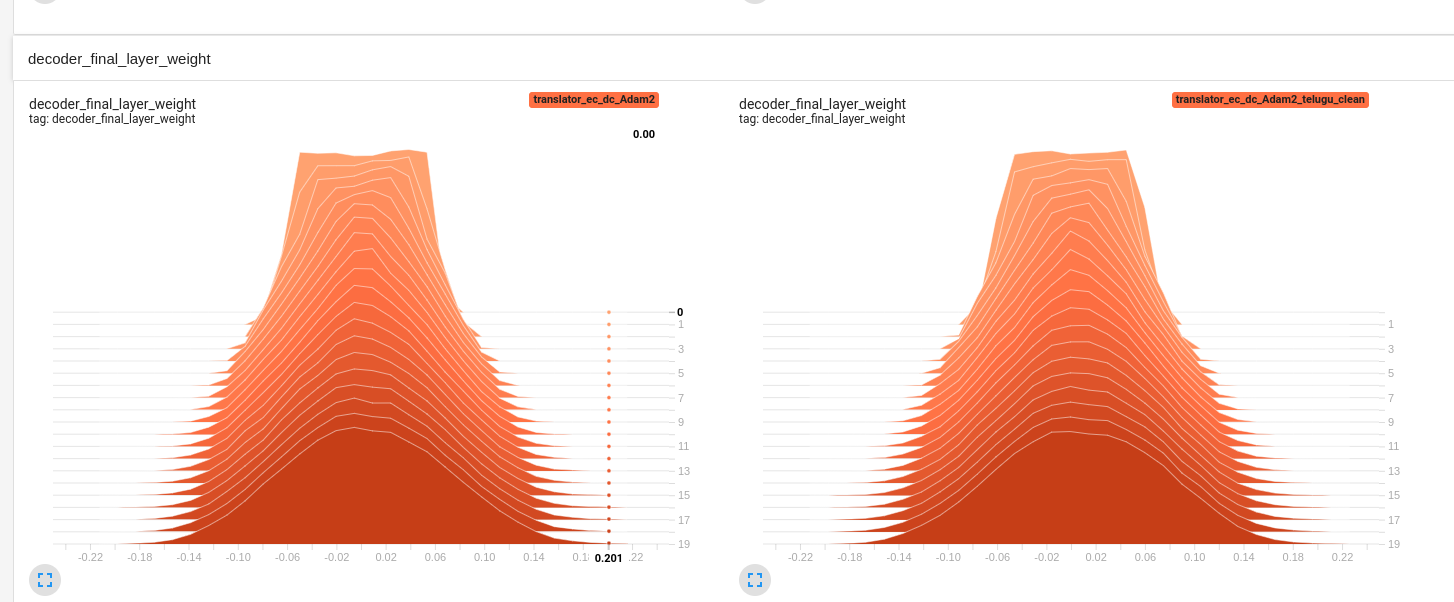 decoder_final_layer_weight
decoder_final_layer_weight
translator_ec_dc_Adam2
tag: decoder_final_layer_weight
0.00
0
1
3
5
7
9
11
13
15
17
19
-0.22 -0.18 -0.14 -0.10 -0.06 -0.02 0.02 0.06 0.10 0.14 0.1 0.201 .22
decoder_final_layer_weight
translator_ec_dc_Adam2_telugu_clean
tag: decoder_final_layer_weight
1
3
5
7
9
11
13
15
17
19
-0.22 -0.18 -0.14 -0.10 -0.06 -0.02 0.02 0.06 0.10 0.14 0.18 0.22